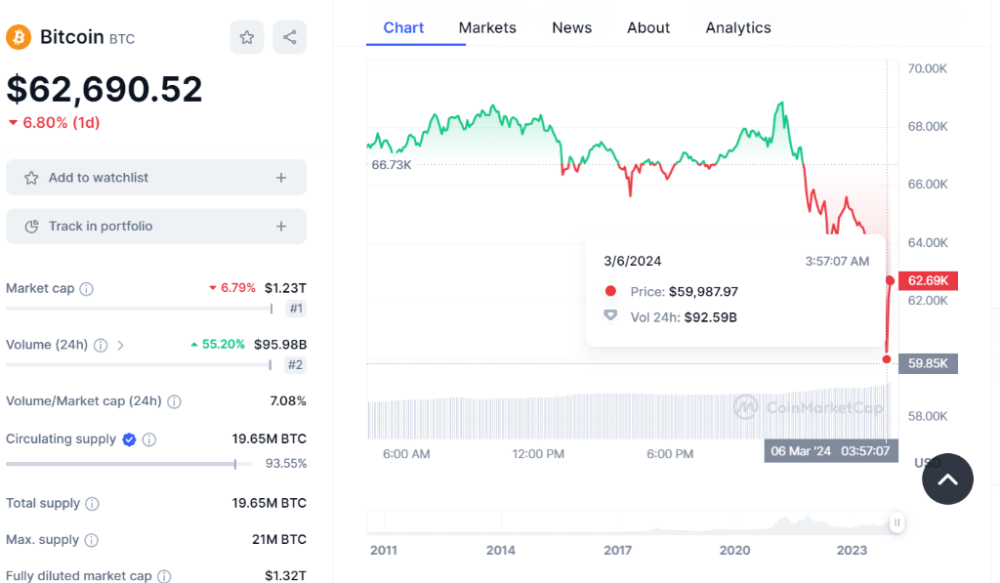 Bitcoin BTC
$62,690.52
6.80% (1d)
Add to watchlist +
Track in portfolio +
Market cap 6.79% $1.23T
#1
Volume (24h) 55.20% $95.98B
#2
Volume/Market cap (24h) 7.08%
Circulating supply 19.65M BTC
93.55%
Total supply 19.65M BTC
Max. supply 21M BTC
Fully diluted market cap $1.32T
Chart Markets News About Analytics
70.00K
68.00K
66.73K
66.00K
64.00K
3/6/2024 3:57:07 AM
Price: $59,987.97
Vol 24h: $92.59B
62.69K
62.00K
59.85K
58.00K
CoinMarketCap
6:00 AM 12:00 PM 6:00 PM 06 Mar '24 03:57:07
USD
2011 2014 2017 2020 2023